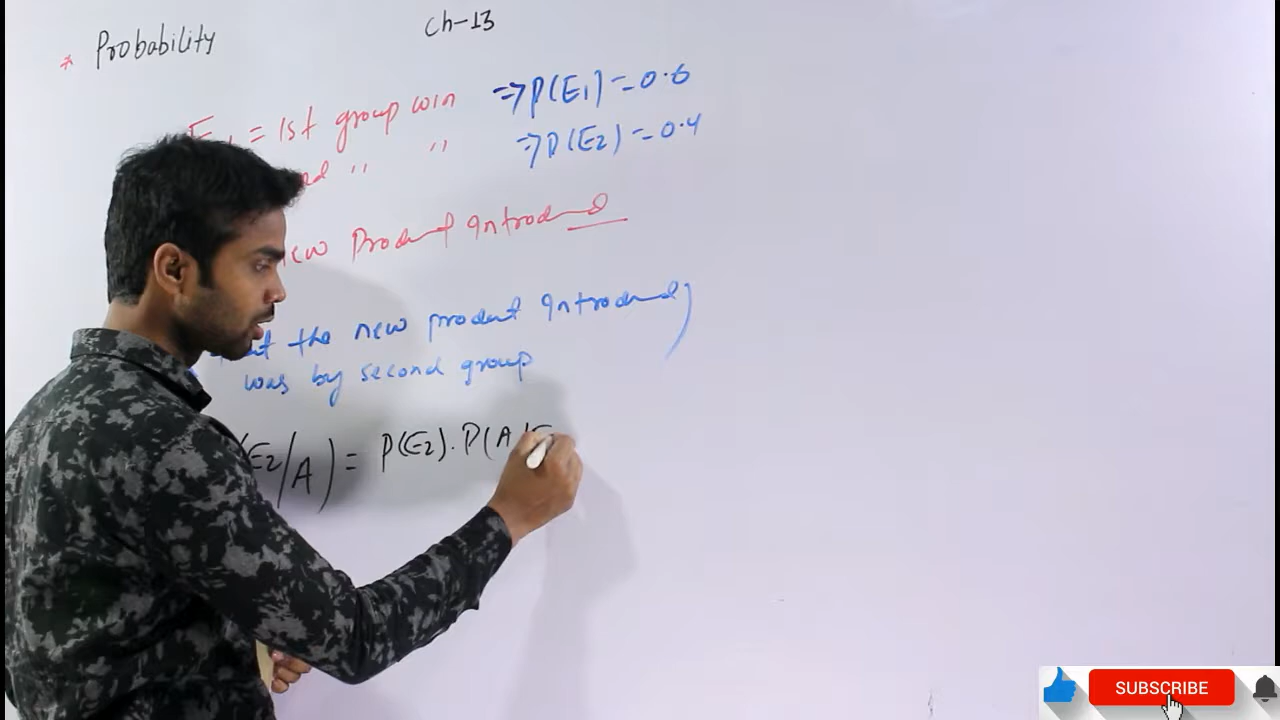 * Probability
Ch-13
= 1st group win => P(E1) = 0.6
" " => P(E2) = 0.4
new Product Introduced
the new product Introduced
was by second group
(E2/A) = P(E2). P(A/E
SUBSCRIBE